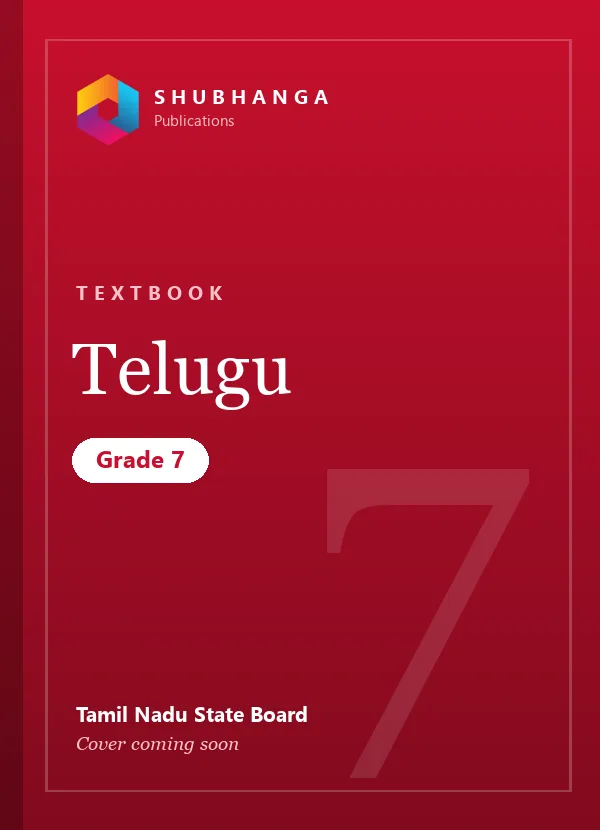 SHUBHANGA
Publications
TEXTBOOK
Telugu
Grade 7
7
Tamil Nadu State Board
Cover coming soon